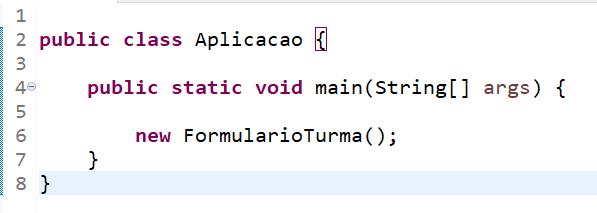 1
2 public class Aplicacao {
3
4 public static void main(String[] args) {
5
6 new FormularioTurma();
7 }
8 }